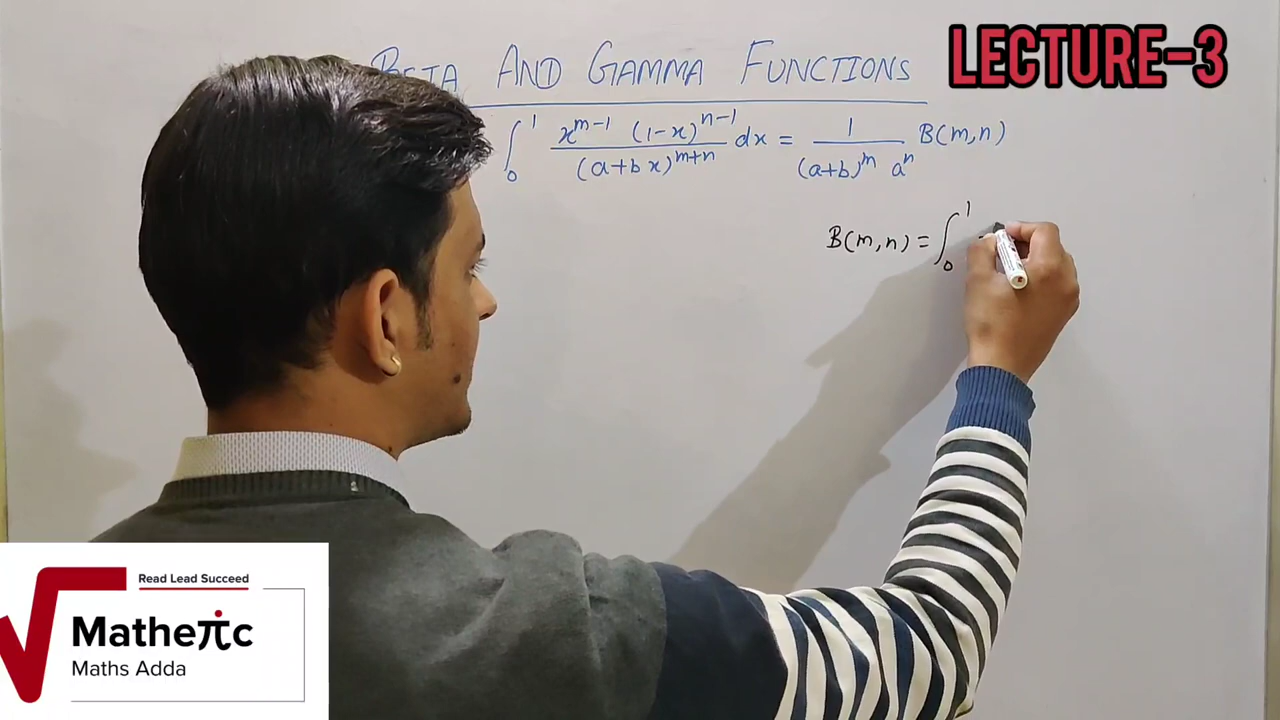 BETA AND GAMMA FUNCTIONS
LECTURE-3
∫₀¹ x^{m-1} (1-x)^{n-1} / (a+bx)^{m+n} dx = 1 / (a+b)^m a^n B(m,n)
B(m,n) = ∫₀¹
Read Lead Succeed
Matheπc
Maths Adda